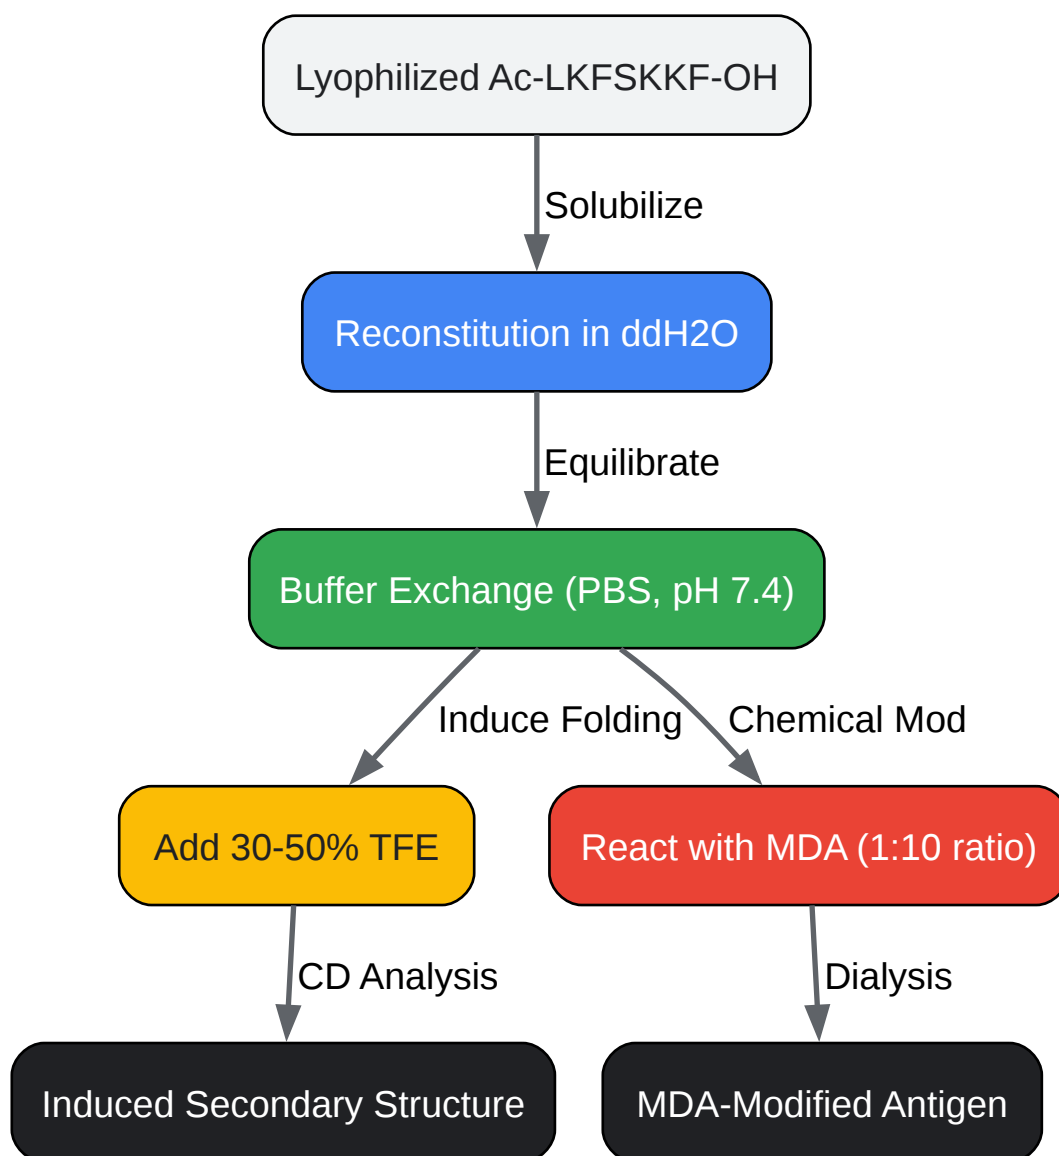 Lyophilized Ac-LKFSKKF-OH
Solubilize
Reconstitution in ddH2O
Equilibrate
Buffer Exchange (PBS, pH 7.4)
Induce Folding
Chemical Mod
Add 30-50% TFE
React with MDA (1:10 ratio)
CD Analysis
Dialysis
Induced Secondary Structure
MDA-Modified Antigen